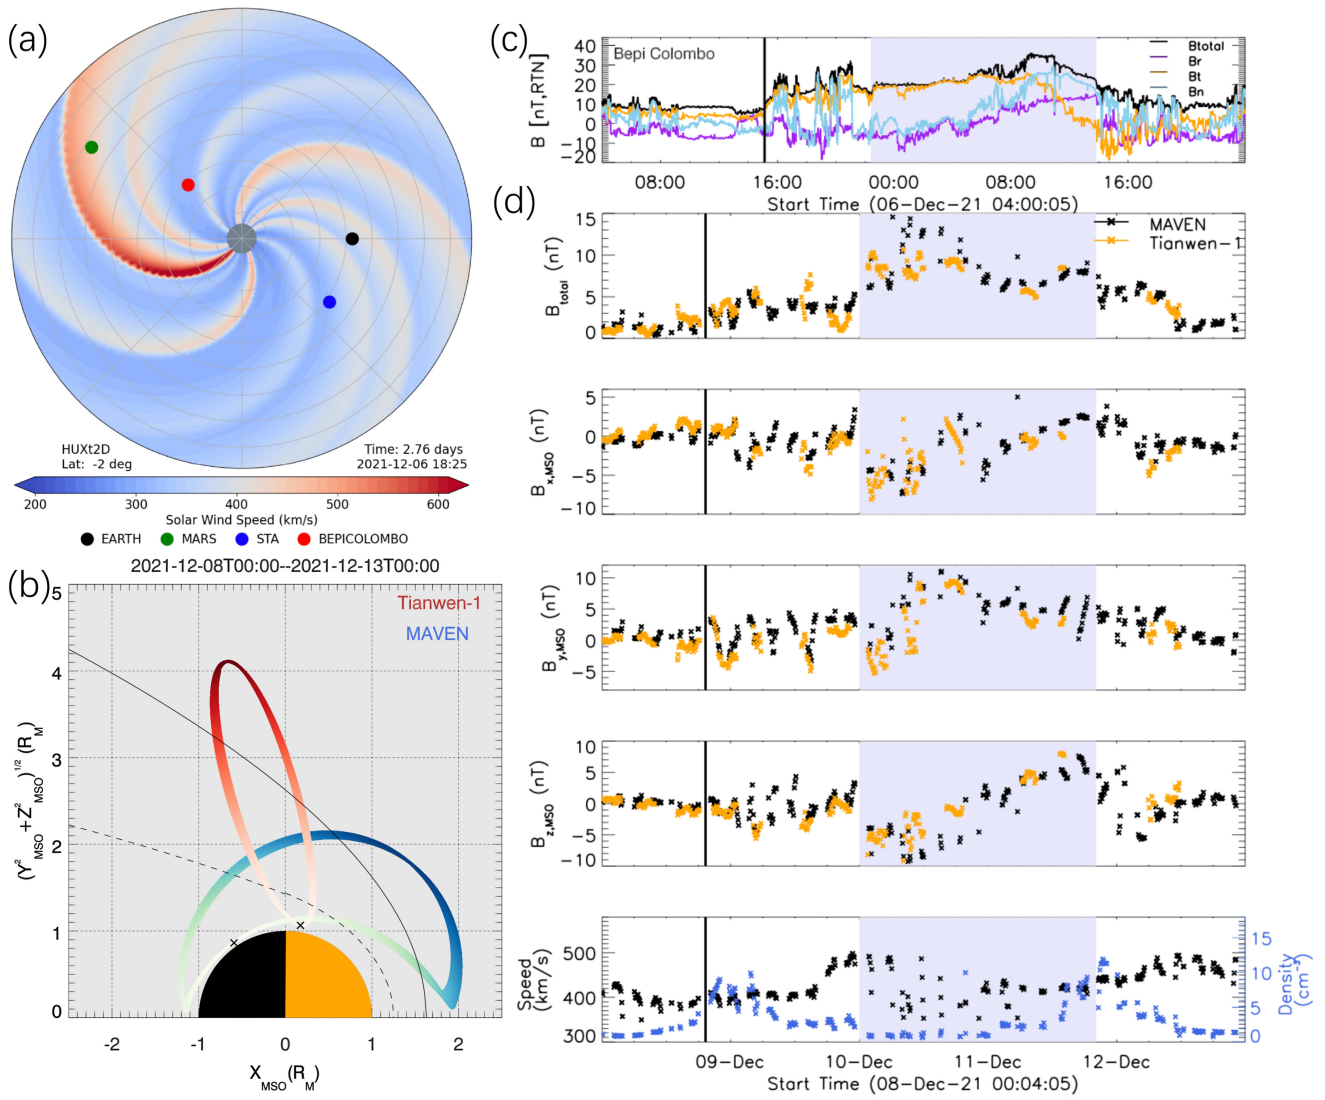 (a)
HUXt2D
Lat: -2 deg
Time: 2.76 days
2021-12-06 18:25
200 300 400 500 600
Solar Wind Speed (km/s)
EARTH MARS STA BEPICOLOMBO
(b)
2021-12-08T00:00--2021-12-13T00:00
Tianwen-1
MAVEN
5
4
3
2
1
0
(Y²MSO+Z²MSO)^1/2 (RM)
-2 -1 0 1 2
XMSO(RM)
(c)
Bepi Colombo
Btotal
Br
Bt
Bn
B [nT,RTN]
40
30
20
10
0
-10
-20
08:00 16:00 00:00 08:00 16:00
Start Time (06-Dec-21 04:00:05)
(d)
MAVEN
Tianwen-1
Btotal (nT)
15
10
5
0
Bx,MSO (nT)
5
0
-5
-10
By,MSO (nT)
10
5
0
-5
Bz,MSO (nT)
10
5
0
-5
-10
Speed
(km/s)
500
400
300
15
10
5
0
Density
(cm⁻³)
09-Dec 10-Dec 11-Dec 12-Dec
Start Time (08-Dec-21 00:04:05)